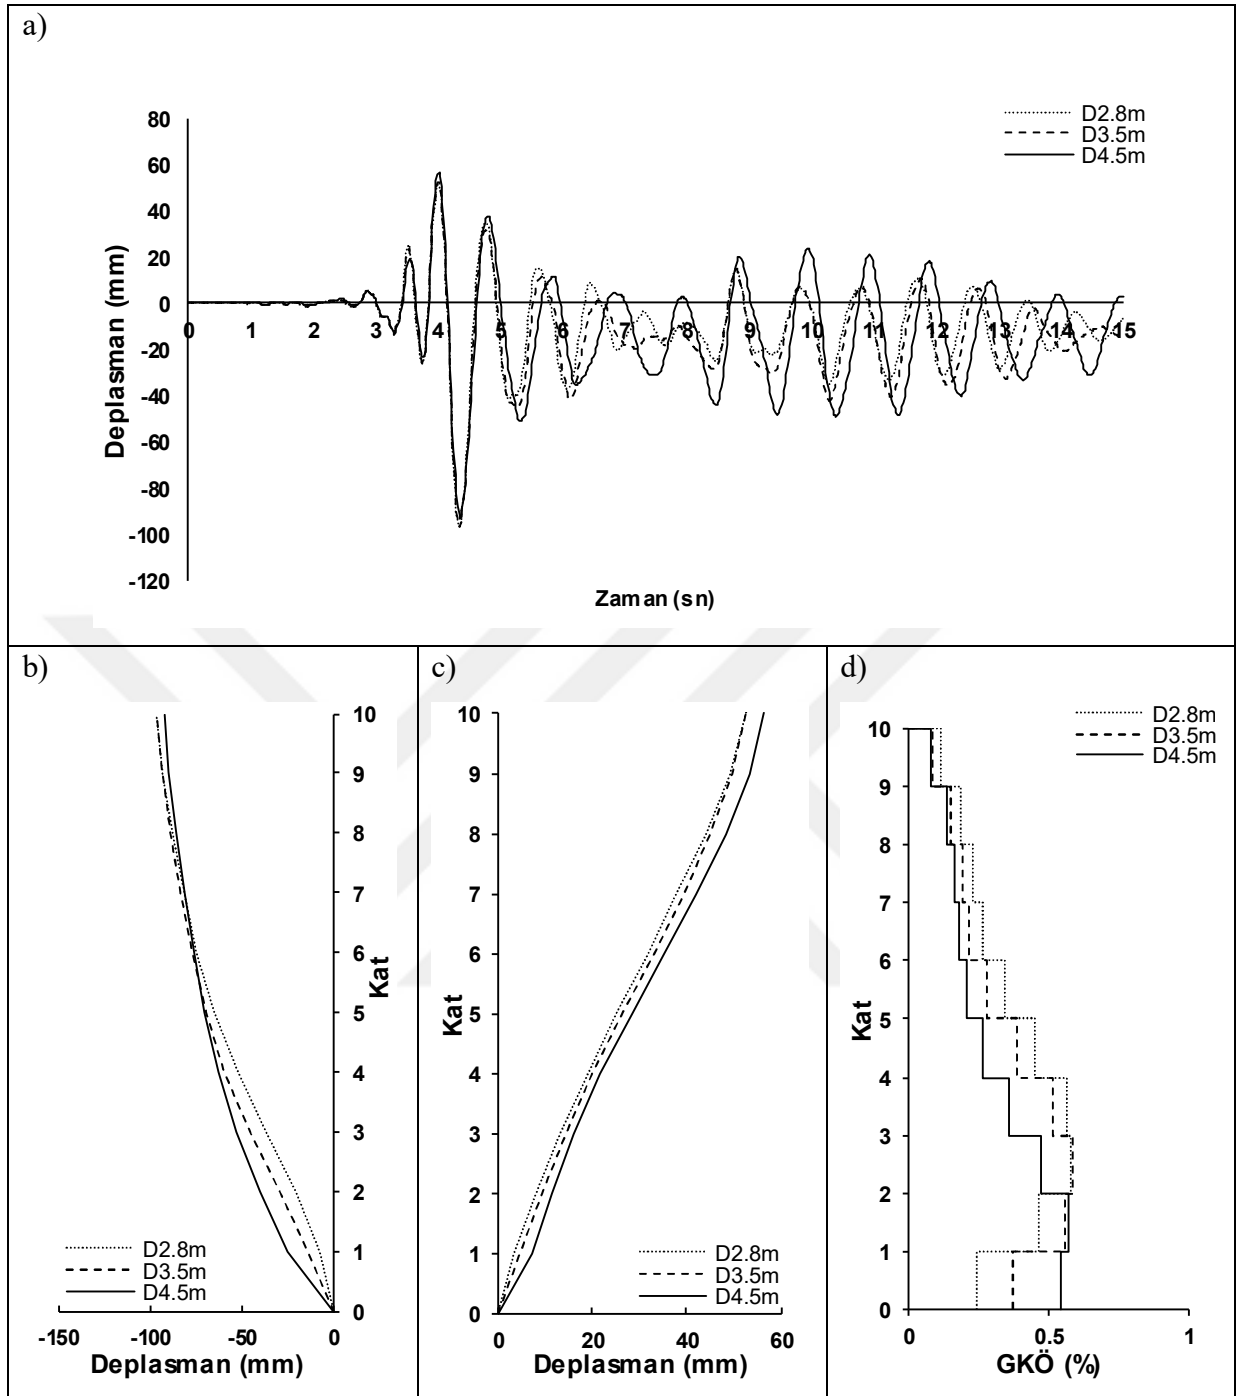 a)
D2.8m
D3.5m
D4.5m
80
60
40
20
0
-20
-40
-60
-80
-100
-120
Deplasman (mm)
0 1 2 3 4 5 6 7 8 9 10 11 12 13 14 15
Zaman (sn)
b)
10
9
8
7
6
5
4
3
2
1
0
Kat
D2.8m
D3.5m
D4.5m
-150 -100 -50 0
Deplasman (mm)
c)
10
9
8
7
6
5
4
3
2
1
0
Kat
D2.8m
D3.5m
D4.5m
0 20 40 60
Deplasman (mm)
d)
D2.8m
D3.5m
D4.5m
10
9
8
7
6
5
4
3
2
1
0
Kat
0 0.5 1
GKÖ (%)